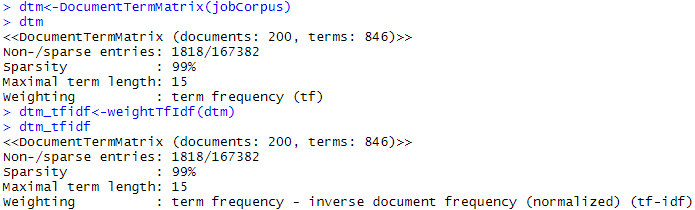 > dtm<-DocumentTermMatrix(jobCorpus)
> dtm
<<DocumentTermMatrix (documents: 200, terms: 846)>>
Non-/sparse entries: 1818/167382
Sparsity           : 99%
Maximal term length: 15
Weighting          : term frequency (tf)
> dtm_tfidf<-weightTfIdf(dtm)
> dtm_tfidf
<<DocumentTermMatrix (documents: 200, terms: 846)>>
Non-/sparse entries: 1818/167382
Sparsity           : 99%
Maximal term length: 15
Weighting          : term frequency - inverse document frequency (normalized) (tf-idf)